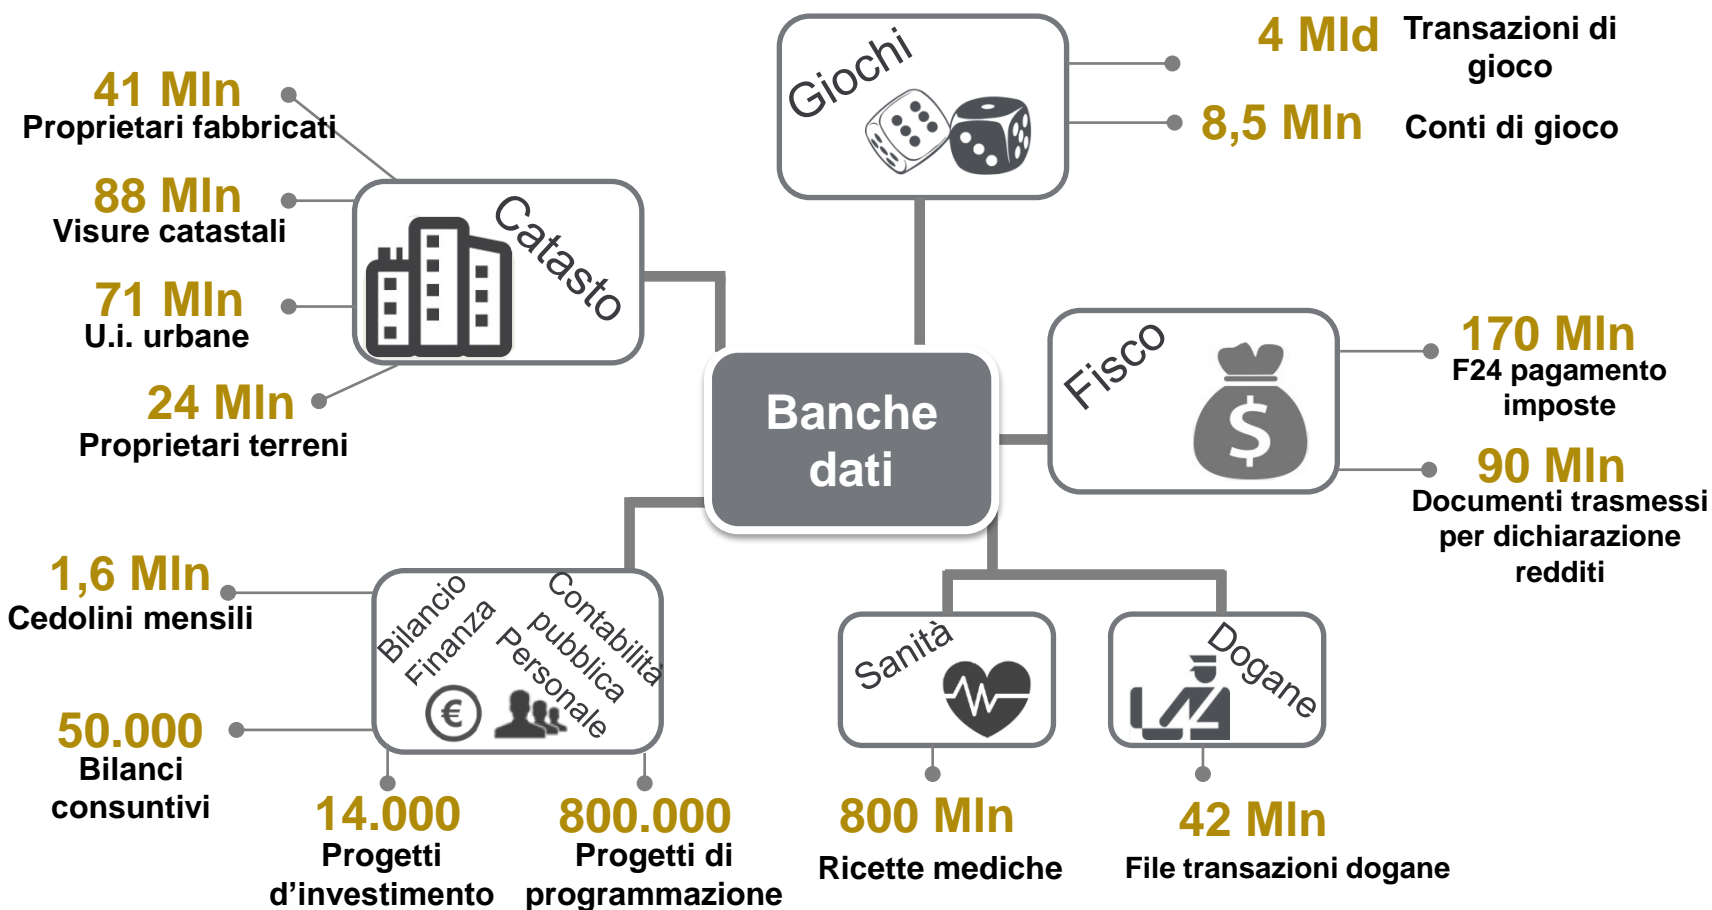 41 Mln
Proprietari fabbricati
88 Mln
Visure catastali
71 Mln
U.i. urbane
24 Mln
Proprietari terreni
Catasto
Giochi
4 Mld
Transazioni di
gioco
8,5 Mln
Conti di gioco
Banche
dati
Fisco
$
170 Mln
F24 pagamento
imposte
90 Mln
Documenti trasmessi
per dichiarazione
redditi
1,6 Mln
Cedolini mensili
50.000
Bilanci
consuntivi
Bilancio
Finanza
Contabilità
pubblica
Personale
€
14.000
Progetti
d’investimento
800.000
Progetti di
programmazione
Sanità
800 Mln
Ricette mediche
Dogane
42 Mln
File transazioni dogane